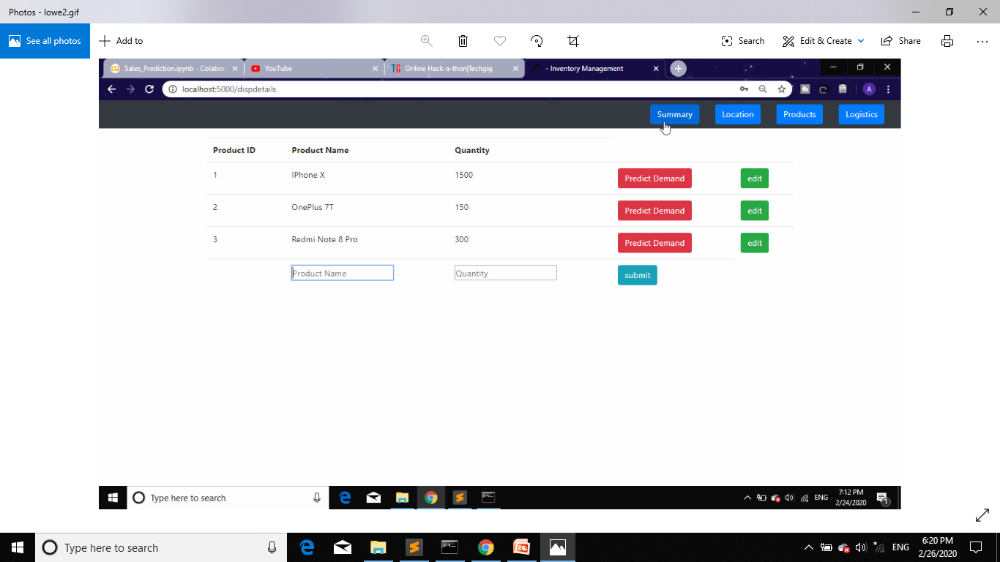 Photos - lowe2.gif
See all photos
Add to
Search
Edit & Create
Share
Sales_Prediction.ipynb - Colabor
YouTube
TG Online Hack-a-thon|Techgig
- Inventory Management
localhost:5000/dispdetails
A
Summary Location Products Logistics
Product ID Product Name Quantity
1 IPhone X 1500 Predict Demand edit
2 OnePlus 7T 150 Predict Demand edit
3 Redmi Note 8 Pro 300 Predict Demand edit
Product Name Quantity submit
Type here to search
ENG
7:12 PM
2/24/2020
1
Type here to search
ENG
6:20 PM
2/26/2020